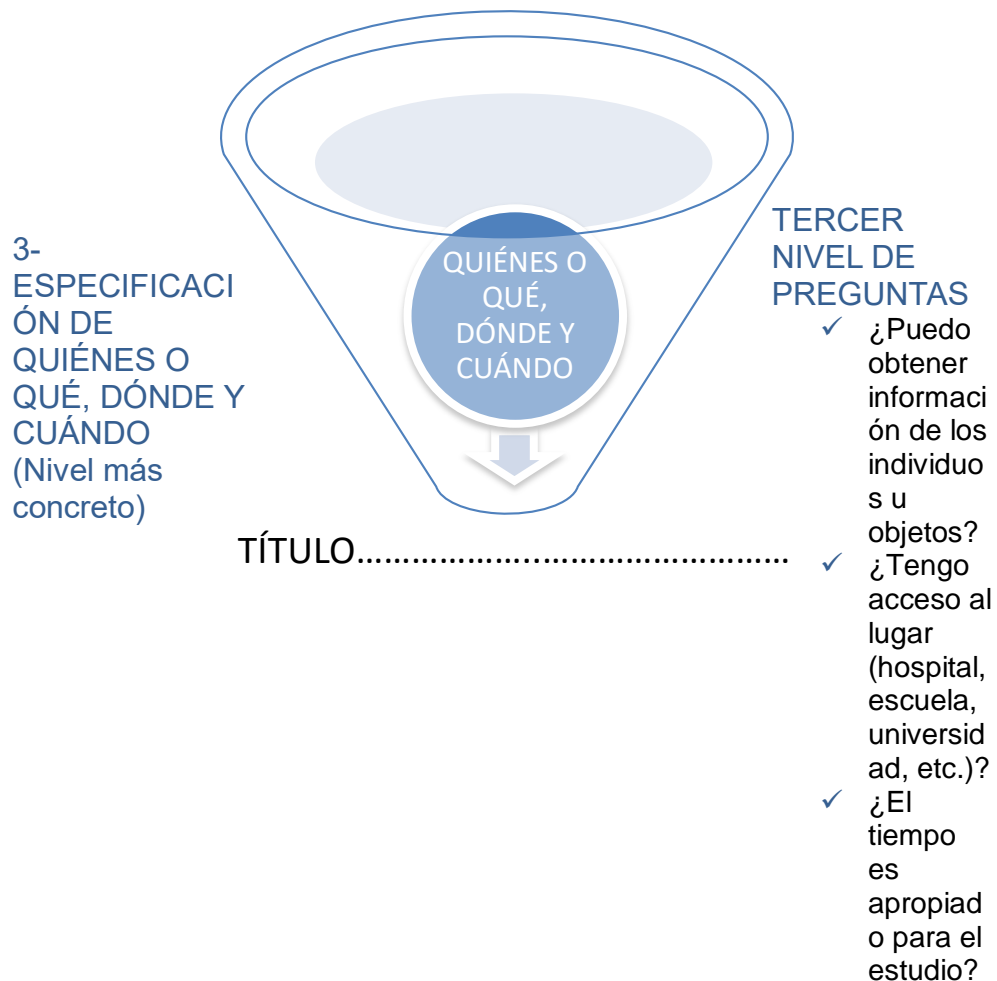 3-
ESPECIFICACI
ÓN DE
QUIÉNES O
QUÉ, DÓNDE Y
CUÁNDO
(Nivel más
concreto)
QUIÉNES O
QUÉ,
DÓNDE Y
CUÁNDO
TÍTULO………………..………………………
TERCER
NIVEL DE
PREGUNTAS
✓ ¿Puedo
obtener
informaci
ón de los
individuo
s u
objetos?
✓ ¿Tengo
acceso al
lugar
(hospital,
escuela,
universid
ad, etc.)?
✓ ¿El
tiempo
es
apropiad
o para el
estudio?